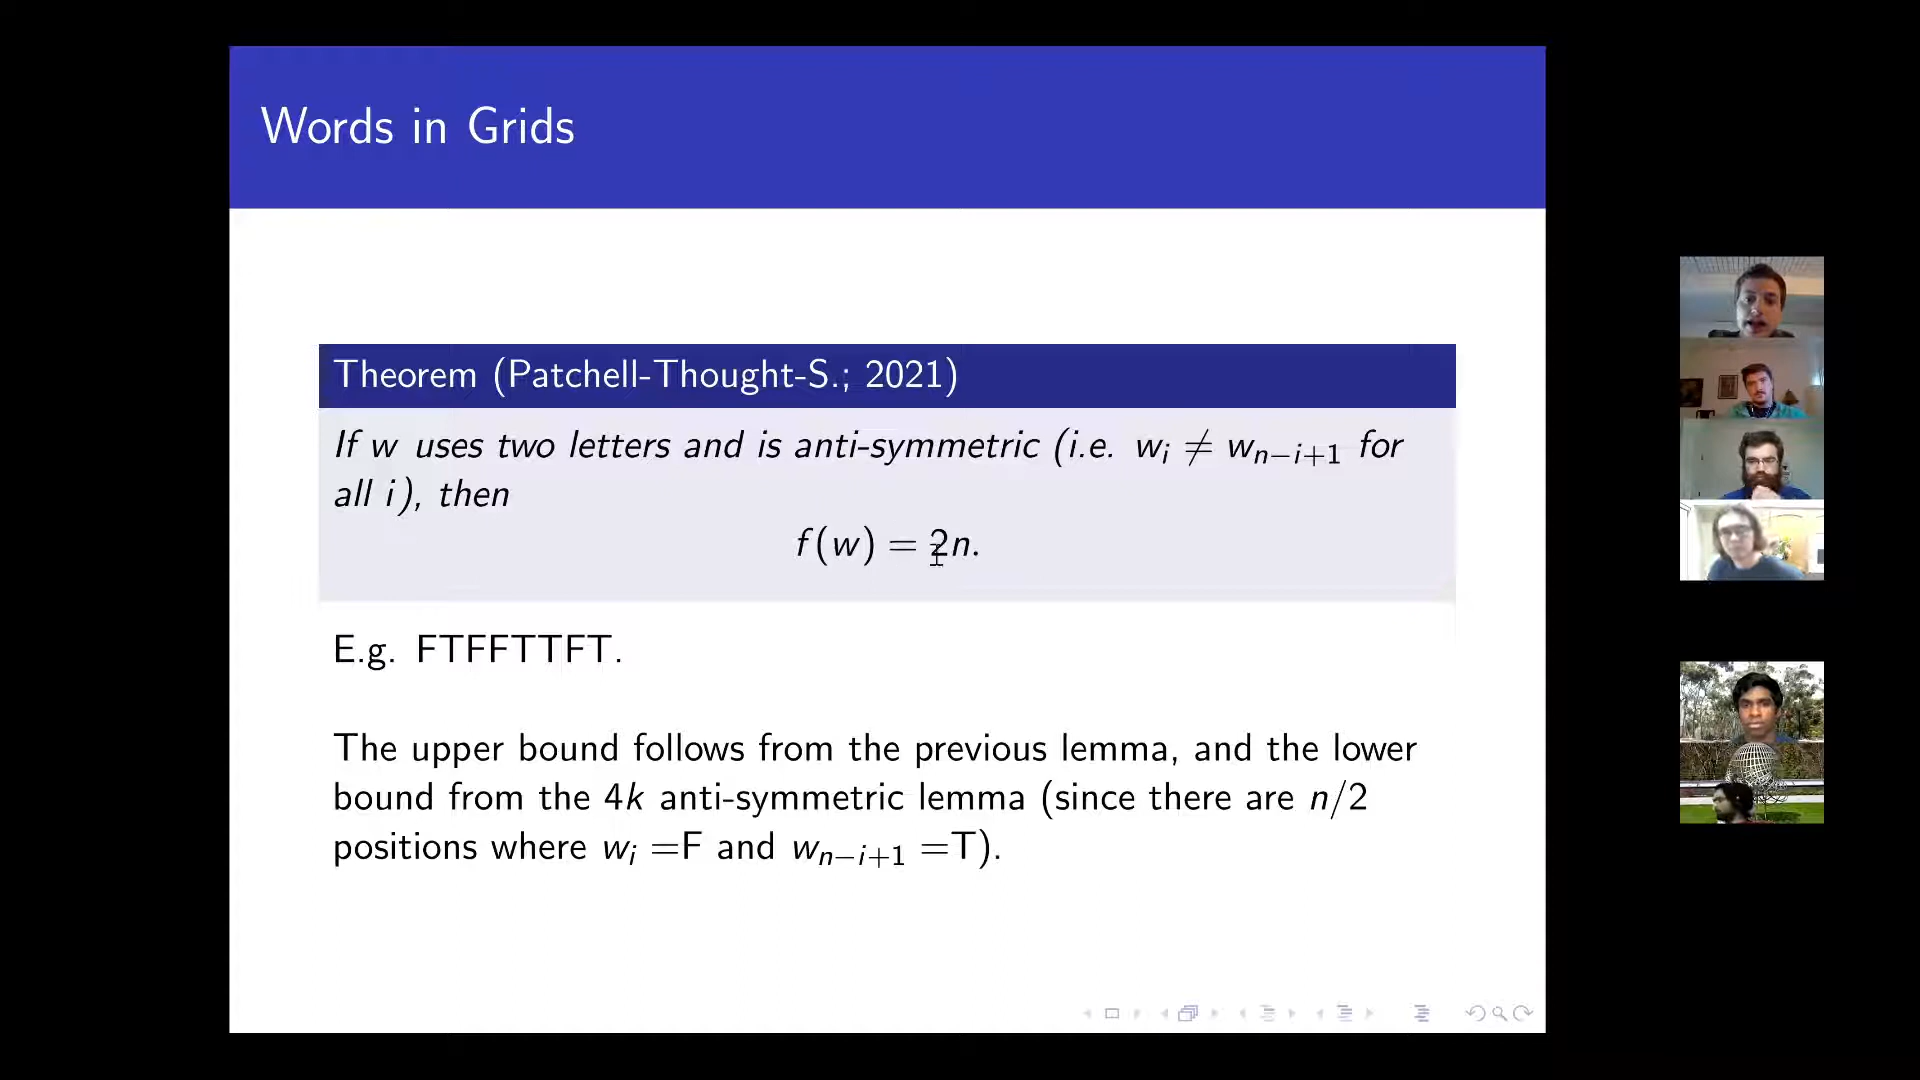 Words in Grids
Theorem (Patchell-Thought-S.; 2021)
If w uses two letters and is anti-symmetric (i.e. wᵢ ≠ wₙ₋ᵢ₊₁ for
all i), then
f(w) = 2n.
E.g. FTFFTTFT.
The upper bound follows from the previous lemma, and the lower
bound from the 4k anti-symmetric lemma (since there are n/2
positions where wᵢ =F and wₙ₋ᵢ₊₁ =T).